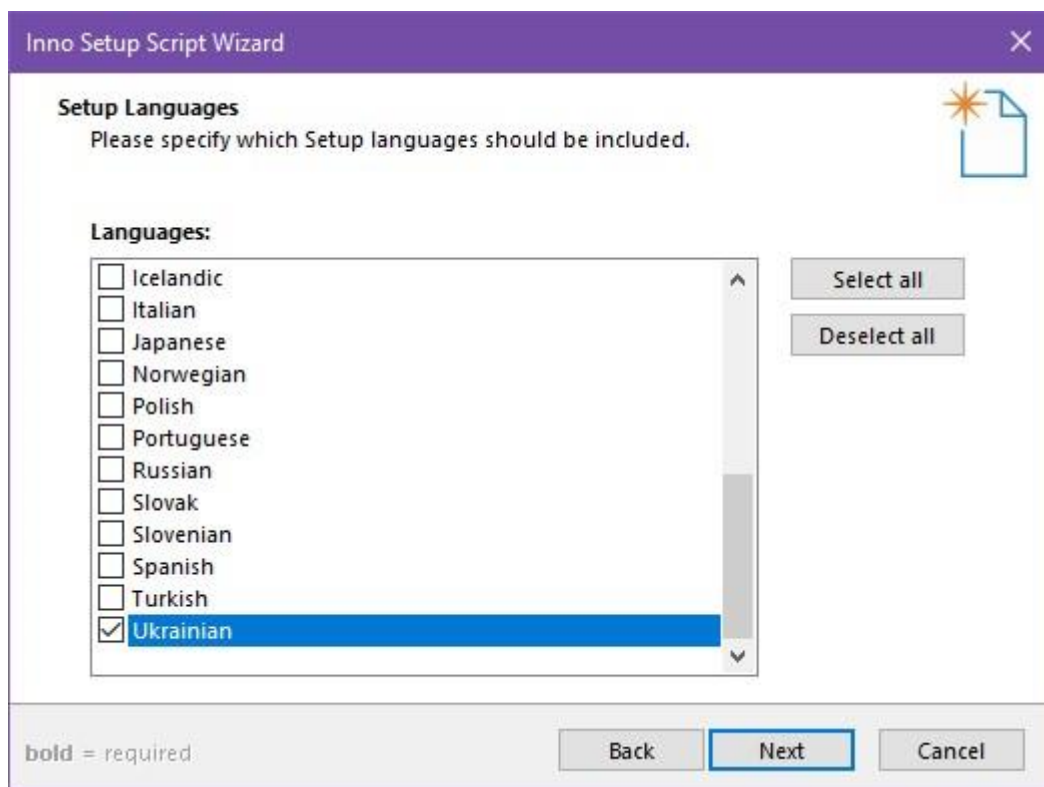 Inno Setup Script Wizard
Setup Languages
Please specify which Setup languages should be included.
Languages:
Icelandic
Italian
Japanese
Norwegian
Polish
Portuguese
Russian
Slovak
Slovenian
Spanish
Turkish
Ukrainian
Select all
Deselect all
bold = required
Back
Next
Cancel